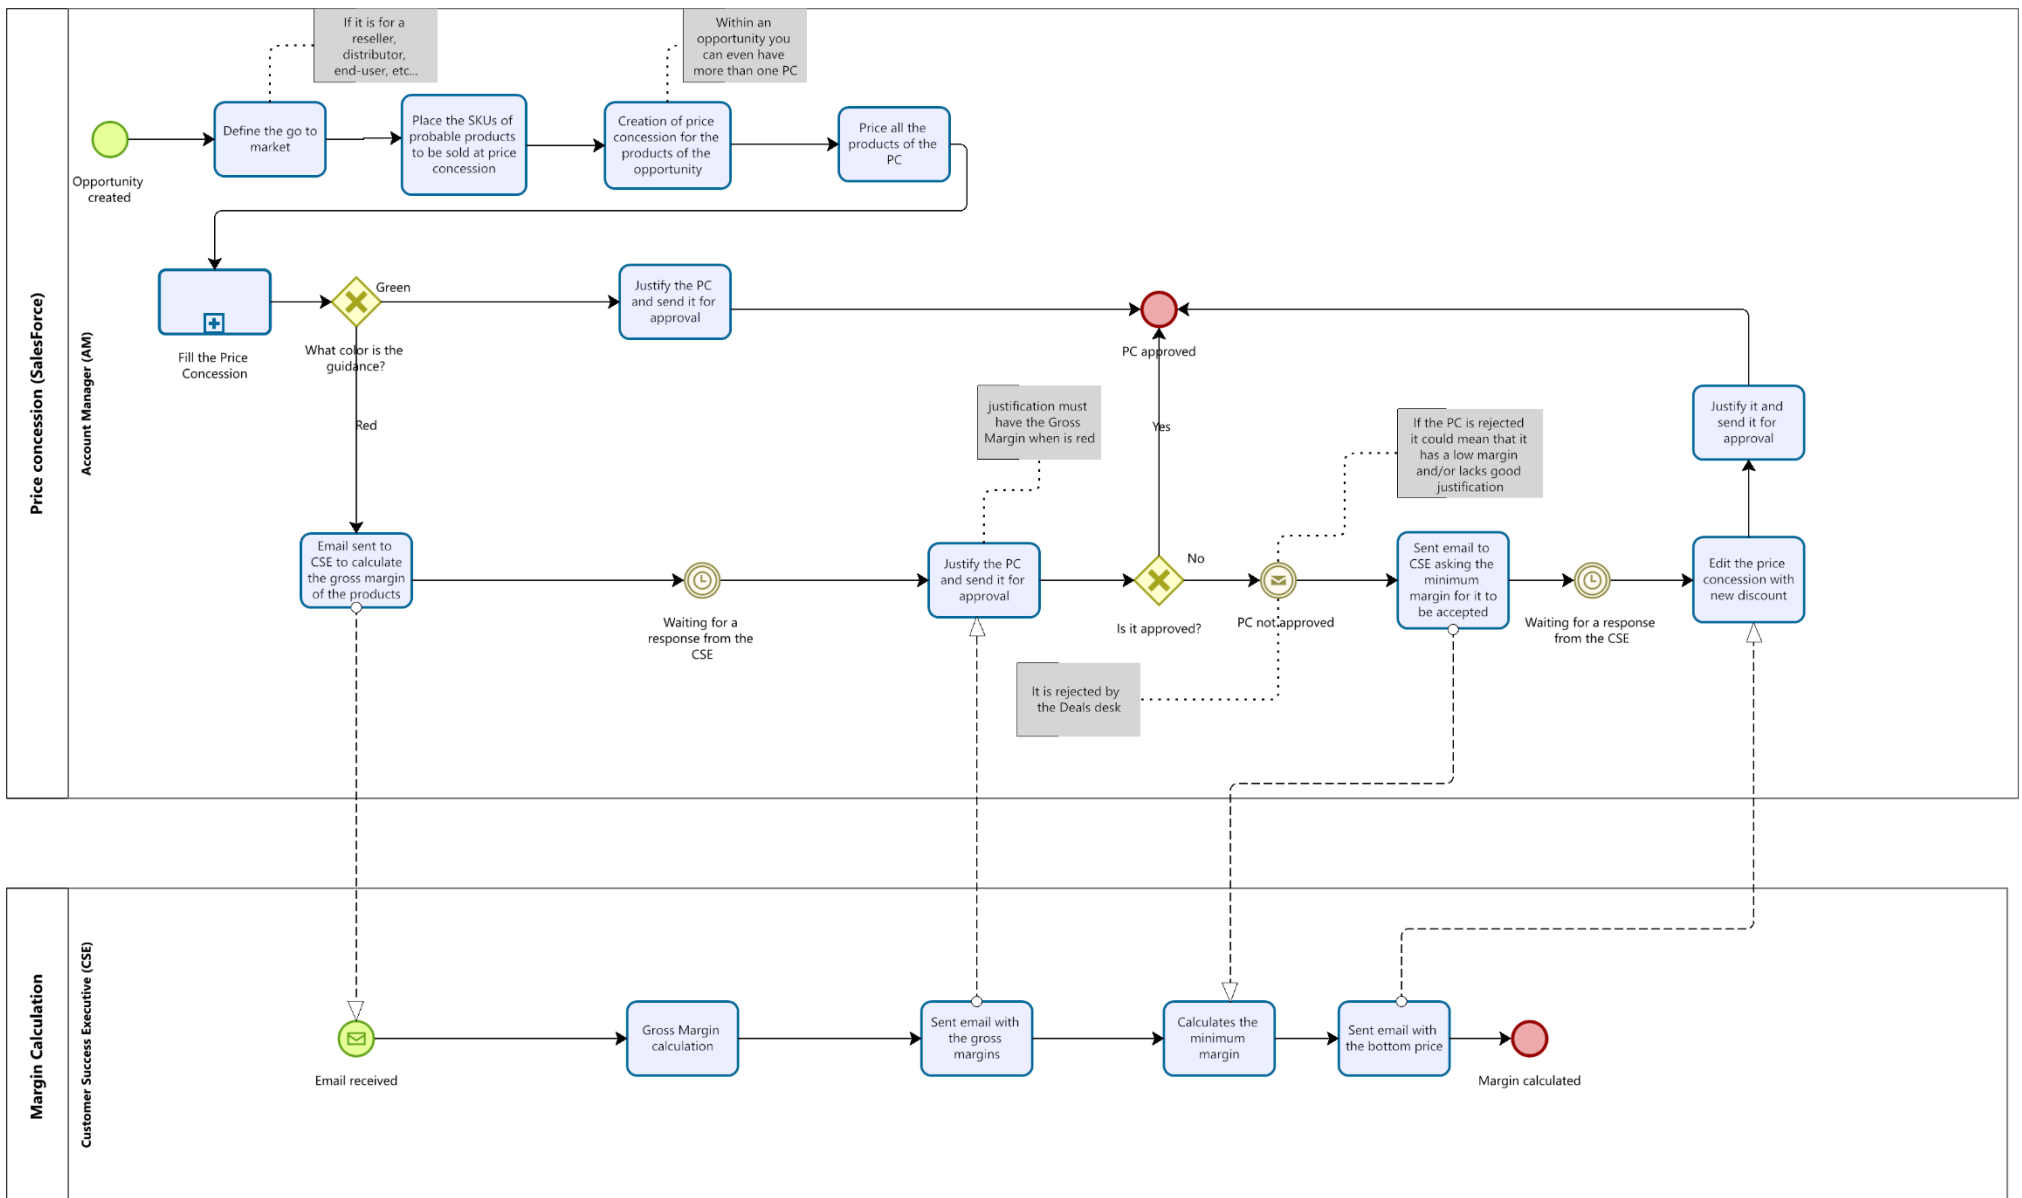 Price concession (SalesForce)
Account Manager (AM)
If it is for a
reseller,
distributor,
end-user, etc...
Within an
opportunity you
can even have
more than one PC
Opportunity
created
Define the go to
market
Place the SKUs of
probable products
to be sold at price
concession
Creation of price
concession for the
products of the
opportunity
Price all the
products of the
PC
Fill the Price
Concession
What color is the
guidance?
Green
Red
Justify the PC
and send it for
approval
PC approved
justification must
have the Gross
Margin when is red
Yes
If the PC is rejected
it could mean that it
has a low margin
and/or lacks good
justification
Justify it and
send it for
approval
Email sent to
CSE to calculate
the gross margin
of the products
Waiting for a
response from the
CSE
Justify the PC
and send it for
approval
Is it approved?
No
PC not approved
Sent email to
CSE asking the
minimum
margin for it to
be accepted
Waiting for a response
from the CSE
Edit the price
concession with
new discount
It is rejected by
the Deals desk
Margin Calculation
Customer Success Executive (CSE)
Email received
Gross Margin
calculation
Sent email with
the gross
margins
Calculates the
minimum
margin
Sent email with
the bottom price
Margin calculated